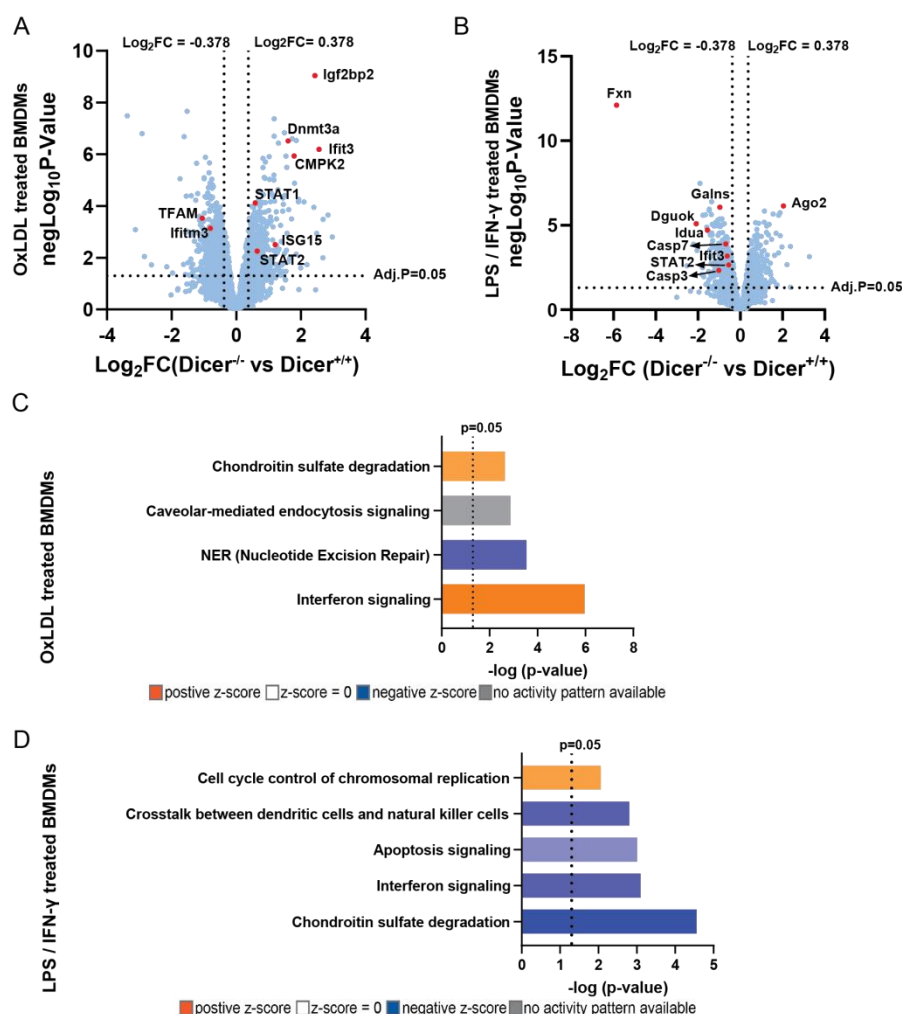 A
Log2FC = -0.378
Log2FC= 0.378
OxLDL treated BMDMs
negLog10P-Value
10
8
6
4
2
0
Igf2bp2
Dnmt3a
Ifit3
CMPK2
STAT1
TFAM
Ifitm3
ISG15
STAT2
Adj.P=0.05
-4 -2 0 2 4
Log2FC(Dicer-/- vs Dicer+/+)
B
Log2FC = -0.378
Log2FC = 0.378
LPS / IFN-γ treated BMDMs
negLog10P-Value
15
10
5
0
Fxn
Galns
Ago2
Dguok
Idua
Casp7
Ifit3
STAT2
Casp3
Adj.P=0.05
-8 -6 -4 -2 0 2 4
Log2FC (Dicer-/- vs Dicer+/+)
C
OxLDL treated BMDMs
p=0.05
Chondroitin sulfate degradation
Caveolar-mediated endocytosis signaling
NER (Nucleotide Excision Repair)
Interferon signaling
0 2 4 6 8
-log (p-value)
postive z-score z-score = 0 negative z-score no activity pattern available
D
LPS / IFN-γ treated BMDMs
p=0.05
Cell cycle control of chromosomal replication
Crosstalk between dendritic cells and natural killer cells
Apoptosis signaling
Interferon signaling
Chondroitin sulfate degradation
0 1 2 3 4 5
-log (p-value)
postive z-score z-score = 0 negative z-score no activity pattern available